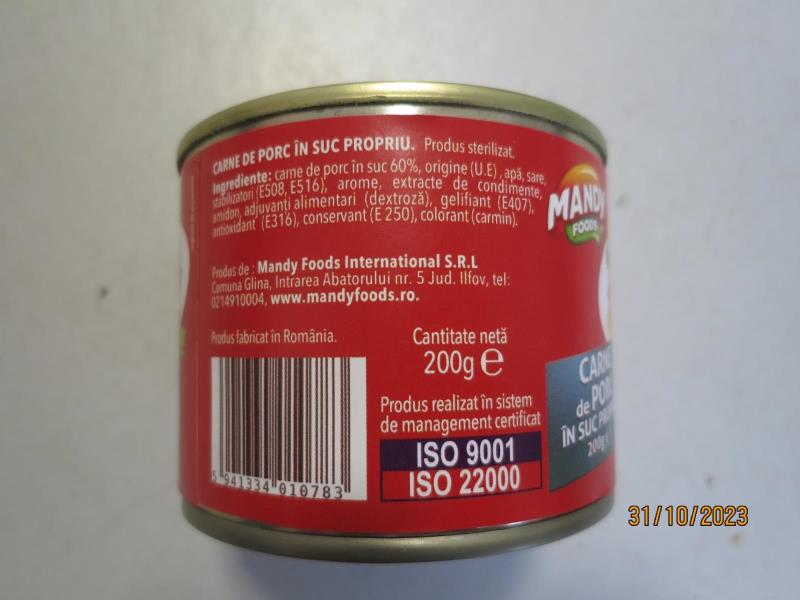 CARNE DE PORC ÎN SUC PROPRIU. Produs sterilizat.
Ingrediente: carne de porc în suc 60%, origine (U.E) ,apă, sare,
stabilizatori (E508, E516), arome, extracte de condimente,
amidon, adjuvanți alimentari (dextroză), gelifiant (E407),
antioxidant (E316), conservant (E 250), colorant (carmin).
MANDY
FOODS
Produs de : Mandy Foods International S.R.L
Comuna Glina, Intrarea Abatorului nr. 5 Jud. Ilfov, tel:
0214910004, www.mandyfoods.ro.
Produs fabricat în România.
Cantitate netă
200g e
Produs realizat în sistem
de management certificat
ISO 9001
ISO 22000
5 941334 010783
CARNE
de
ÎN SUC
200g
31/10/2023